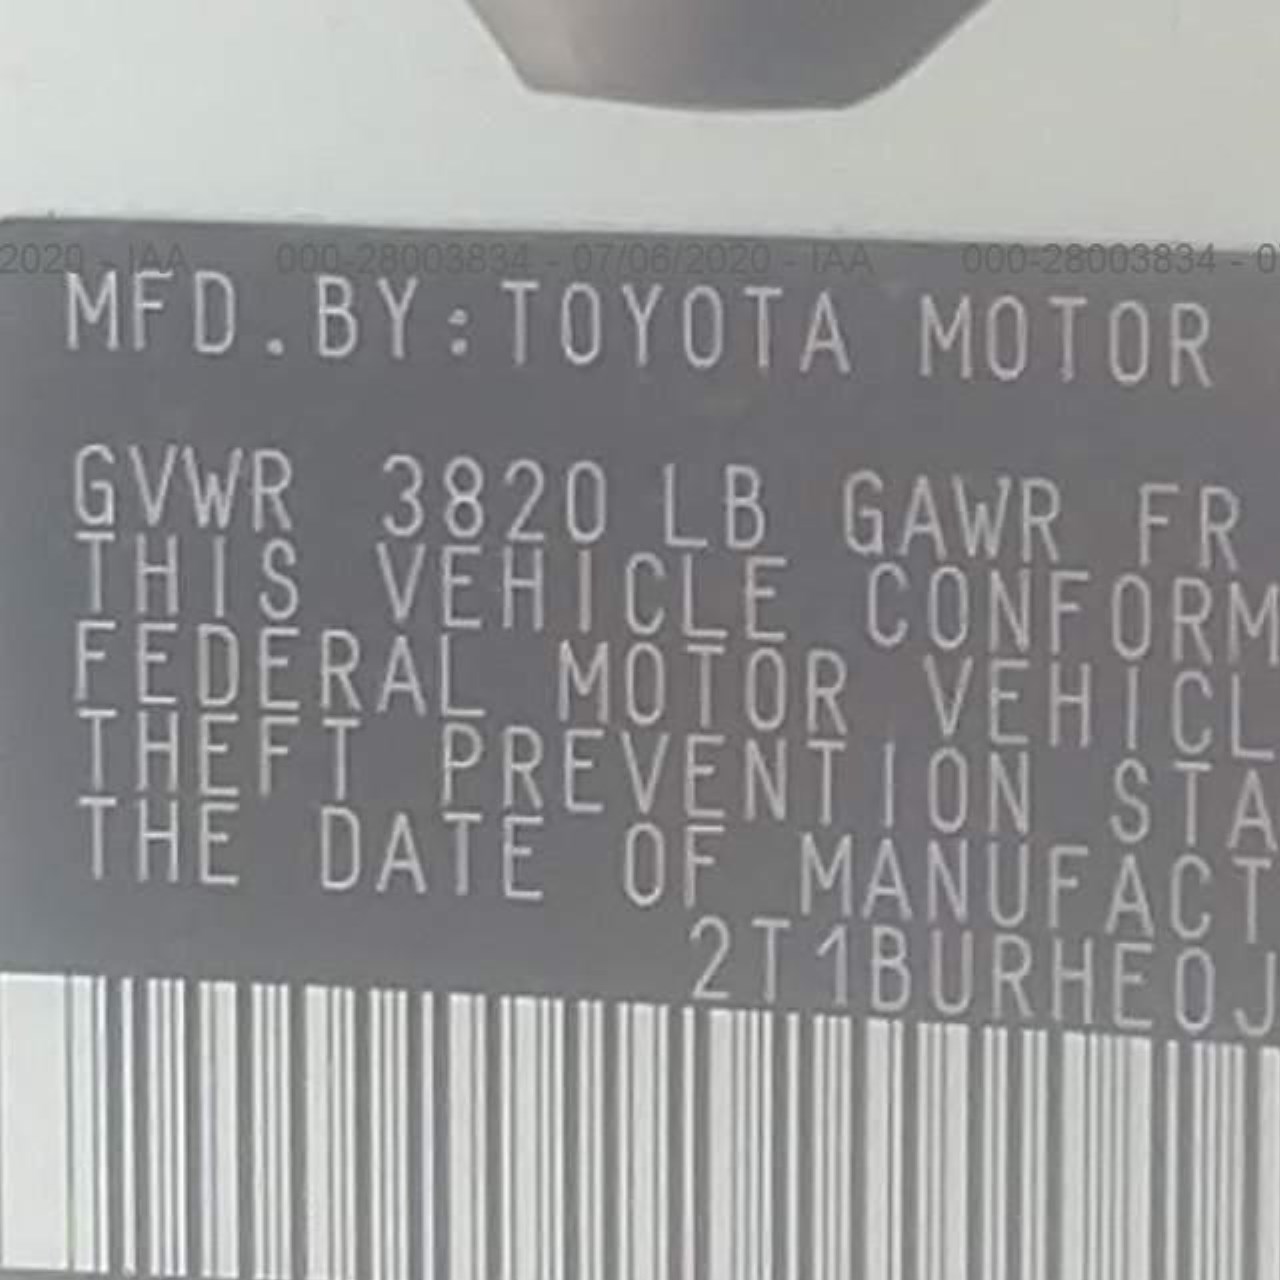 2020 - IAA 000-28003834 - 07/06/2020 - IAA 000-28003834 - 0
MFD.BY:TOYOTA MOTOR
GVWR 3820 LB GAWR FR
THIS VEHICLE CONFORM
FEDERAL MOTOR VEHICL
THEFT PREVENTION STA
THE DATE OF MANUFACT
2T1BURHE0J